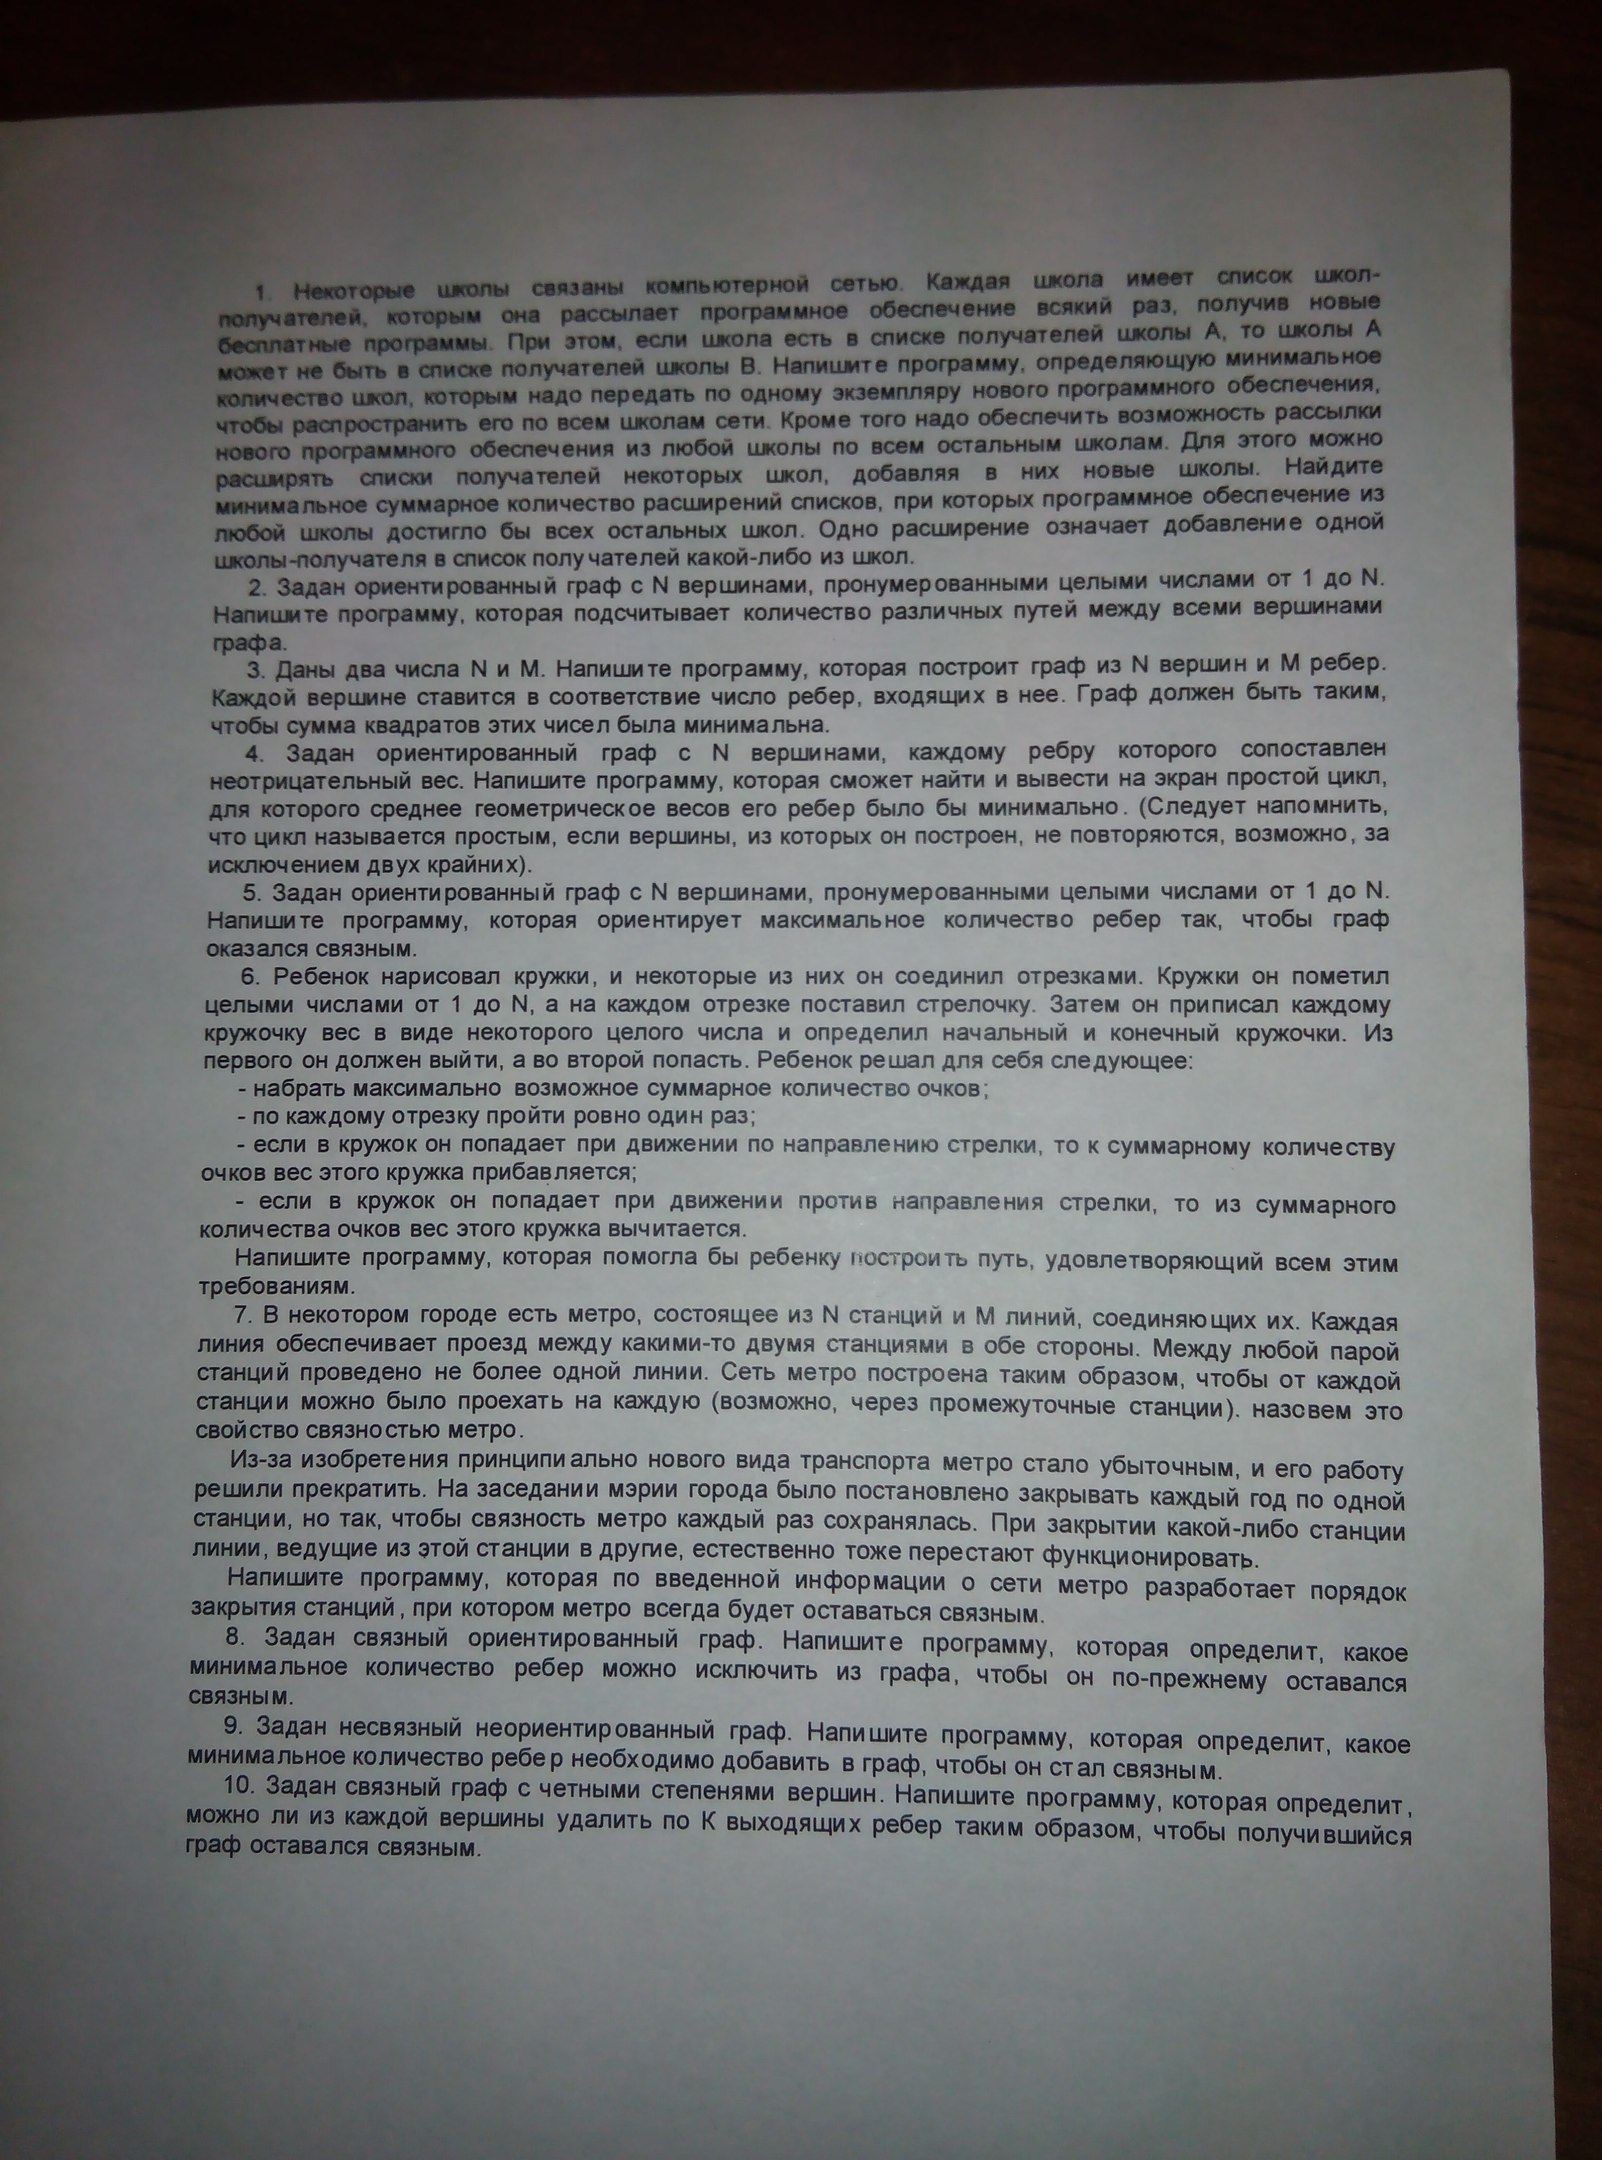 1. Некоторые школы связаны компьютерной сетью. Каждая школа имеет список школ-
получателей, которым она рассылает программное обеспечение всякий раз, получив новые
бесплатные программы. При этом, если школа есть в списке получателей школы А, то школы А
может не быть в списке получателей школы В. Напишите программу, определяющую минимальное
количество школ, которым надо передать по одному экземпляру нового программного обеспечения,
чтобы распространить его по всем школам сети. Кроме того надо обеспечить возможность рассылки
нового программного обеспечения из любой школы по всем остальным школам. Для этого можно
расширять списки получателей некоторых школ, добавляя в них новые школы. Найдите
минимальное суммарное количество расширений списков, при которых программное обеспечение из
любой школы достигло бы всех остальных школ. Одно расширение означает добавление одной
школы-получателя в список получателей какой-либо из школ.
2. Задан ориентированный граф с N вершинами, пронумерованными целыми числами от 1 до N.
Напишите программу, которая подсчитывает количество различных путей между всеми вершинами
графа.
3. Даны два числа N и M. Напишите программу, которая построит граф из N вершин и M ребер.
Каждой вершине ставится в соответствие число ребер, входящих в нее. Граф должен быть таким,
чтобы сумма квадратов этих чисел была минимальна.
4. Задан ориентированный граф с N вершинами, каждому ребру которого сопоставлен
неотрицательный вес. Напишите программу, которая сможет найти и вывести на экран простой цикл,
для которого среднее геометрическое весов его ребер было бы минимально. (Следует напомнить,
что цикл называется простым, если вершины, из которых он построен, не повторяются, возможно, за
исключением двух крайних).
5. Задан ориентированный граф с N вершинами, пронумерованными целыми числами от 1 до N.
Напишите программу, которая ориентирует максимальное количество ребер так, чтобы граф
оказался связным.
6. Ребенок нарисовал кружки, и некоторые из них он соединил отрезками. Кружки он пометил
целыми числами от 1 до N, а на каждом отрезке поставил стрелочку. Затем он приписал каждому
кружочку вес в виде некоторого целого числа и определил начальный и конечный кружочки. Из
первого он должен выйти, а во второй попасть. Ребенок решал для себя следующее:
- набрать максимально возможное суммарное количество очков;
- по каждому отрезку пройти ровно один раз;
- если в кружок он попадает при движении по направлению стрелки, то к суммарному количеству
очков вес этого кружка прибавляется;
- если в кружок он попадает при движении против направления стрелки, то из суммарного
количества очков вес этого кружка вычитается.
Напишите программу, которая помогла бы ребенку построить путь, удовлетворяющий всем этим
требованиям.
7. В некотором городе есть метро, состоящее из N станций и M линий, соединяющих их. Каждая
линия обеспечивает проезд между какими-то двумя станциями в обе стороны. Между любой парой
станций проведено не более одной линии. Сеть метро построена таким образом, чтобы от каждой
станции можно было проехать на каждую (возможно, через промежуточные станции). назовем это
свойство связностью метро.
Из-за изобретения принципиально нового вида транспорта метро стало убыточным, и его работу
решили прекратить. На заседании мэрии города было постановлено закрывать каждый год по одной
станции, но так, чтобы связность метро каждый раз сохранялась. При закрытии какой-либо станции
линии, ведущие из этой станции в другие, естественно тоже перестают функционировать.
Напишите программу, которая по введенной информации о сети метро разработает порядок
закрытия станций, при котором метро всегда будет оставаться связным.
8. Задан связный ориентированный граф. Напишите программу, которая определит, какое
минимальное количество ребер можно исключить из графа, чтобы он по-прежнему оставался
связным.
9. Задан несвязный неориентированный граф. Напишите программу, которая определит, какое
минимальное количество ребер необходимо добавить в граф, чтобы он стал связным.
10. Задан связный граф с четными степенями вершин. Напишите программу, которая определит,
можно ли из каждой вершины удалить по К выходящих ребер таким образом, чтобы получившийся
граф оставался связным.